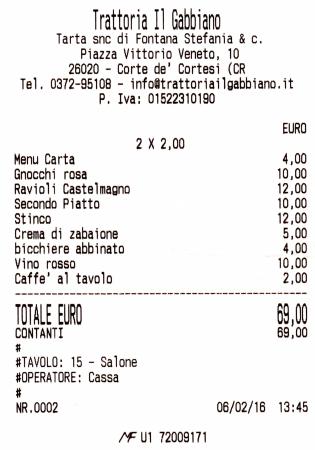 Trattoria Il Gabbiano
Tarta snc di Fontana Stefania & c.
Piazza Vittorio Veneto, 10
26020 - Corte de' Cortesi (CR
Tel. 0372-95108 - info@trattoriailgabbiano.it
P. Iva: 01522310190
EURO
2 X 2,00
Menu Carta 4,00
Gnocchi rosa 10,00
Ravioli Castelmagno 12,00
Secondo Piatto 10,00
Stinco 12,00
Crema di zabaione 5,00
bicchiere abbinato 4,00
Vino rosso 10,00
Caffe' al tavolo 2,00
TOTALE EURO 69,00
CONTANTI 69,00
#
#TAVOLO: 15 - Salone
#OPERATORE: Cassa
#
NR.0002 06/02/16 13:45
MF U1 72009171